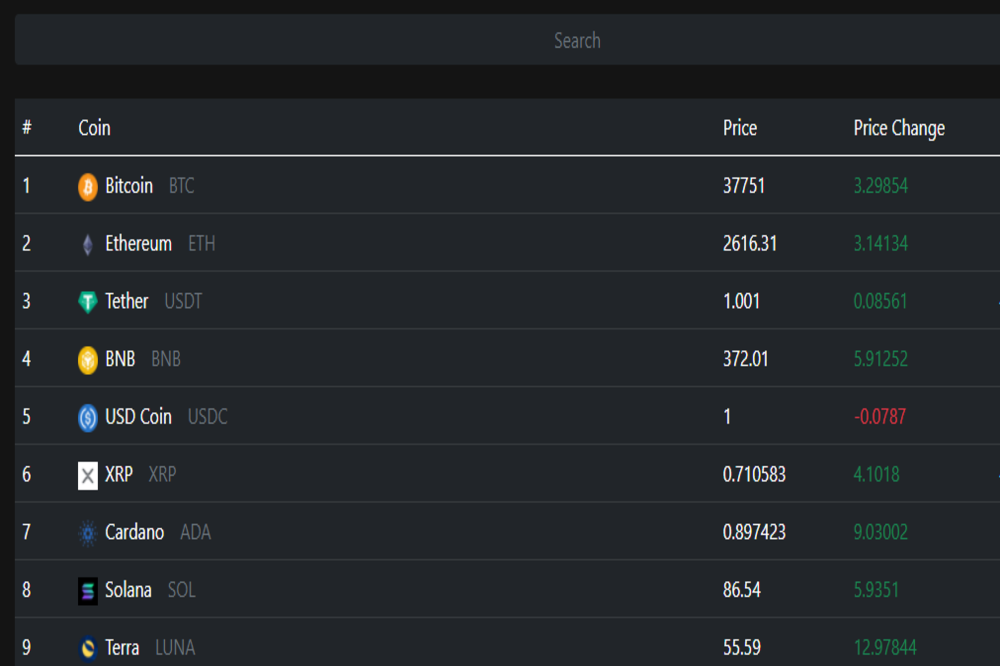 Search
# Coin Price Price Change
1 Bitcoin BTC 37751 3.29854
2 Ethereum ETH 2616.31 3.14134
3 Tether USDT 1.001 0.08561
4 BNB BNB 372.01 5.91252
5 USD Coin USDC 1 -0.0787
6 XRP XRP 0.710583 4.1018
7 Cardano ADA 0.897423 9.03002
8 Solana SOL 86.54 5.9351
9 Terra LUNA 55.59 12.97844